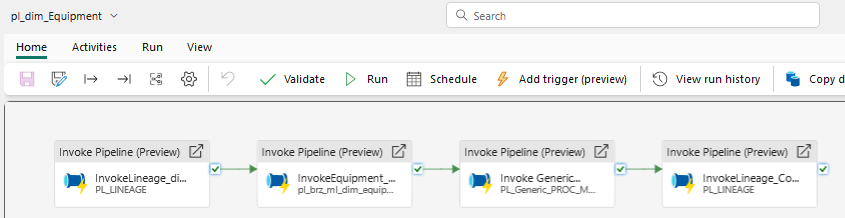 pl_dim_Equipment
Search
Home Activities Run View
Validate Run Schedule Add trigger (preview) View run history Copy d
Invoke Pipeline (Preview) Invoke Pipeline (Preview) Invoke Pipeline (Preview) Invoke Pipeline (Preview)
InvokeLineage_di... InvokeEquipment_... Invoke Generic... InvokeLineage_Co...
PL_LINEAGE pl_brz_ml_dim_equip... PL_Generic_PROC_M... PL_LINEAGE